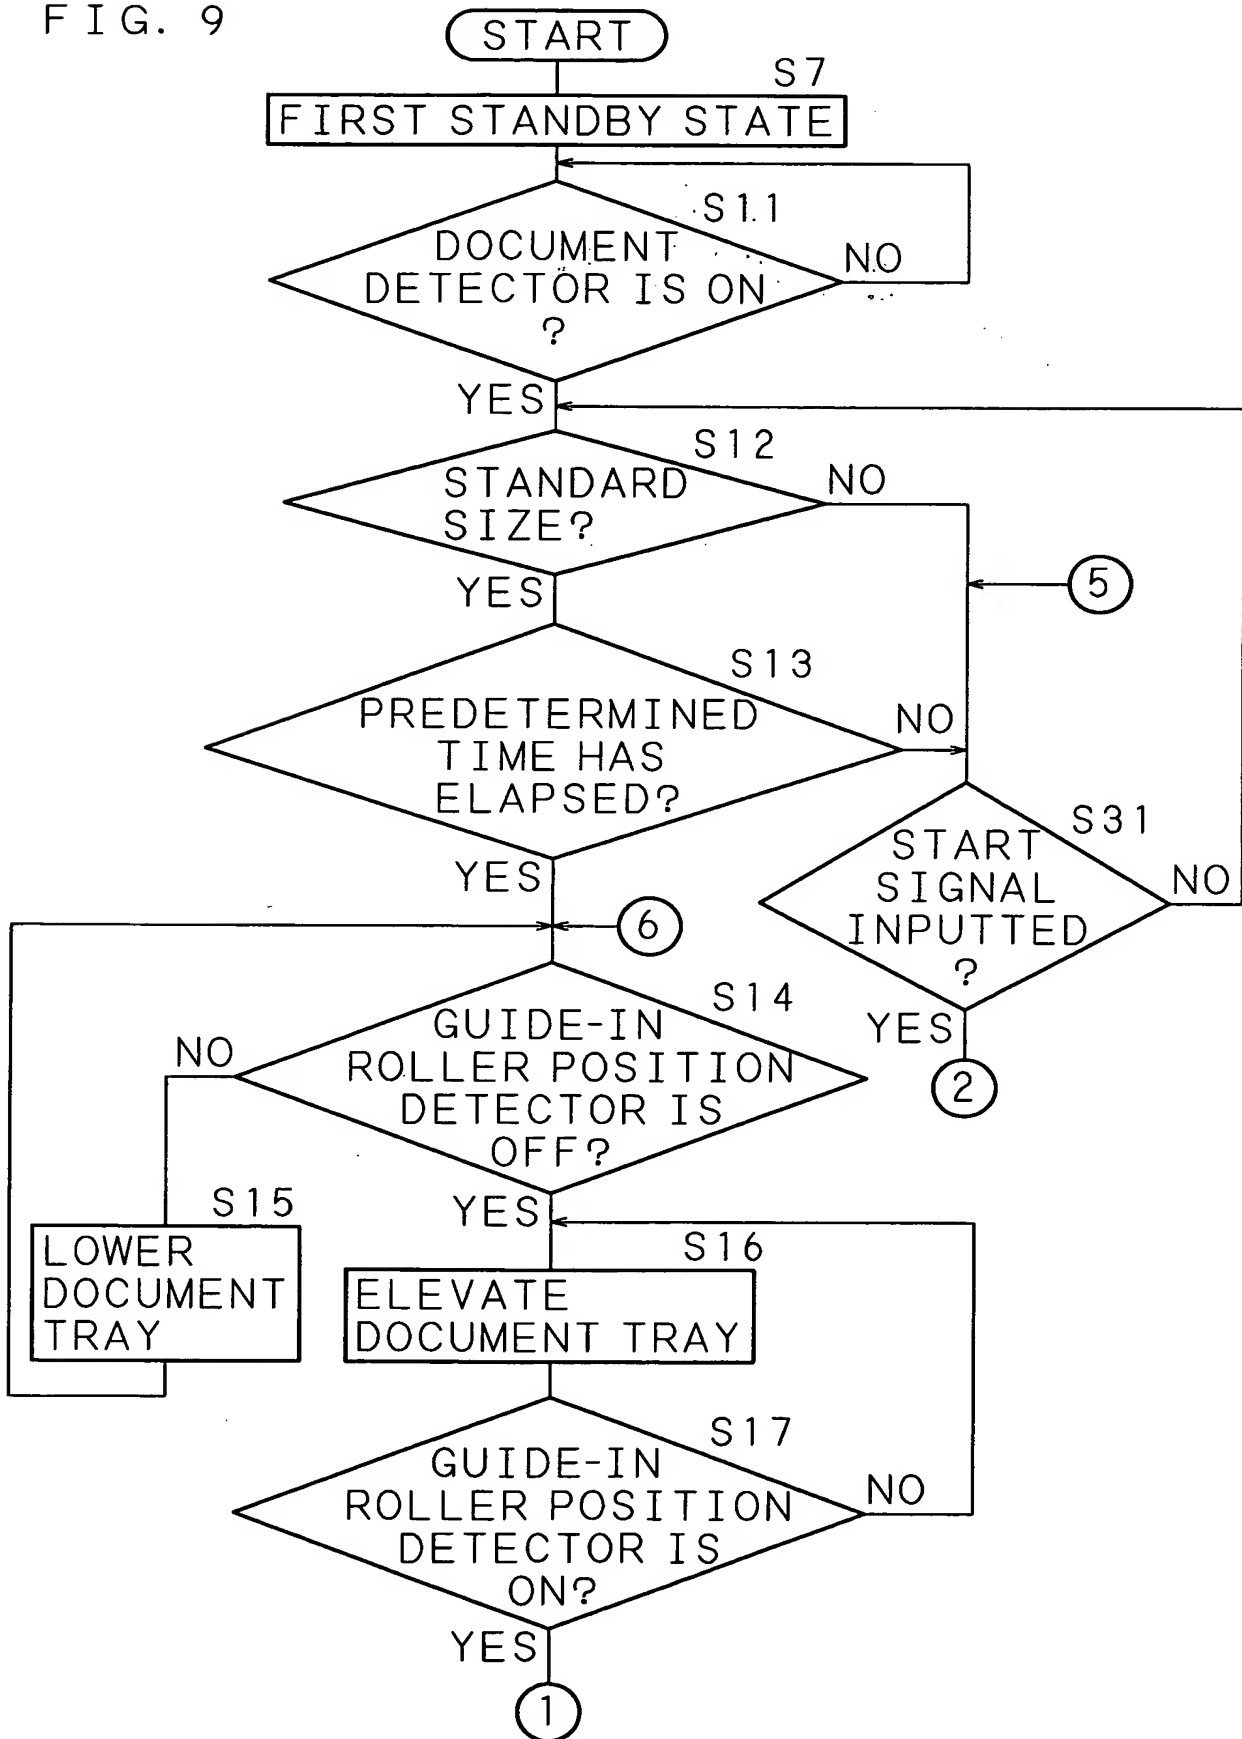 FIG. 9
START
S7
FIRST STANDBY STATE
S11
DOCUMENT
DETECTOR IS ON
?
NO
YES
S12
STANDARD
SIZE?
NO
YES
5
S13
PREDETERMINED
TIME HAS
ELAPSED?
NO
YES
S31
START
SIGNAL
INPUTTED
?
NO
YES
2
6
S14
GUIDE-IN
ROLLER POSITION
DETECTOR IS
OFF?
NO
YES
S15
LOWER
DOCUMENT
TRAY
S16
ELEVATE
DOCUMENT TRAY
S17
GUIDE-IN
ROLLER POSITION
DETECTOR IS
ON?
NO
YES
1